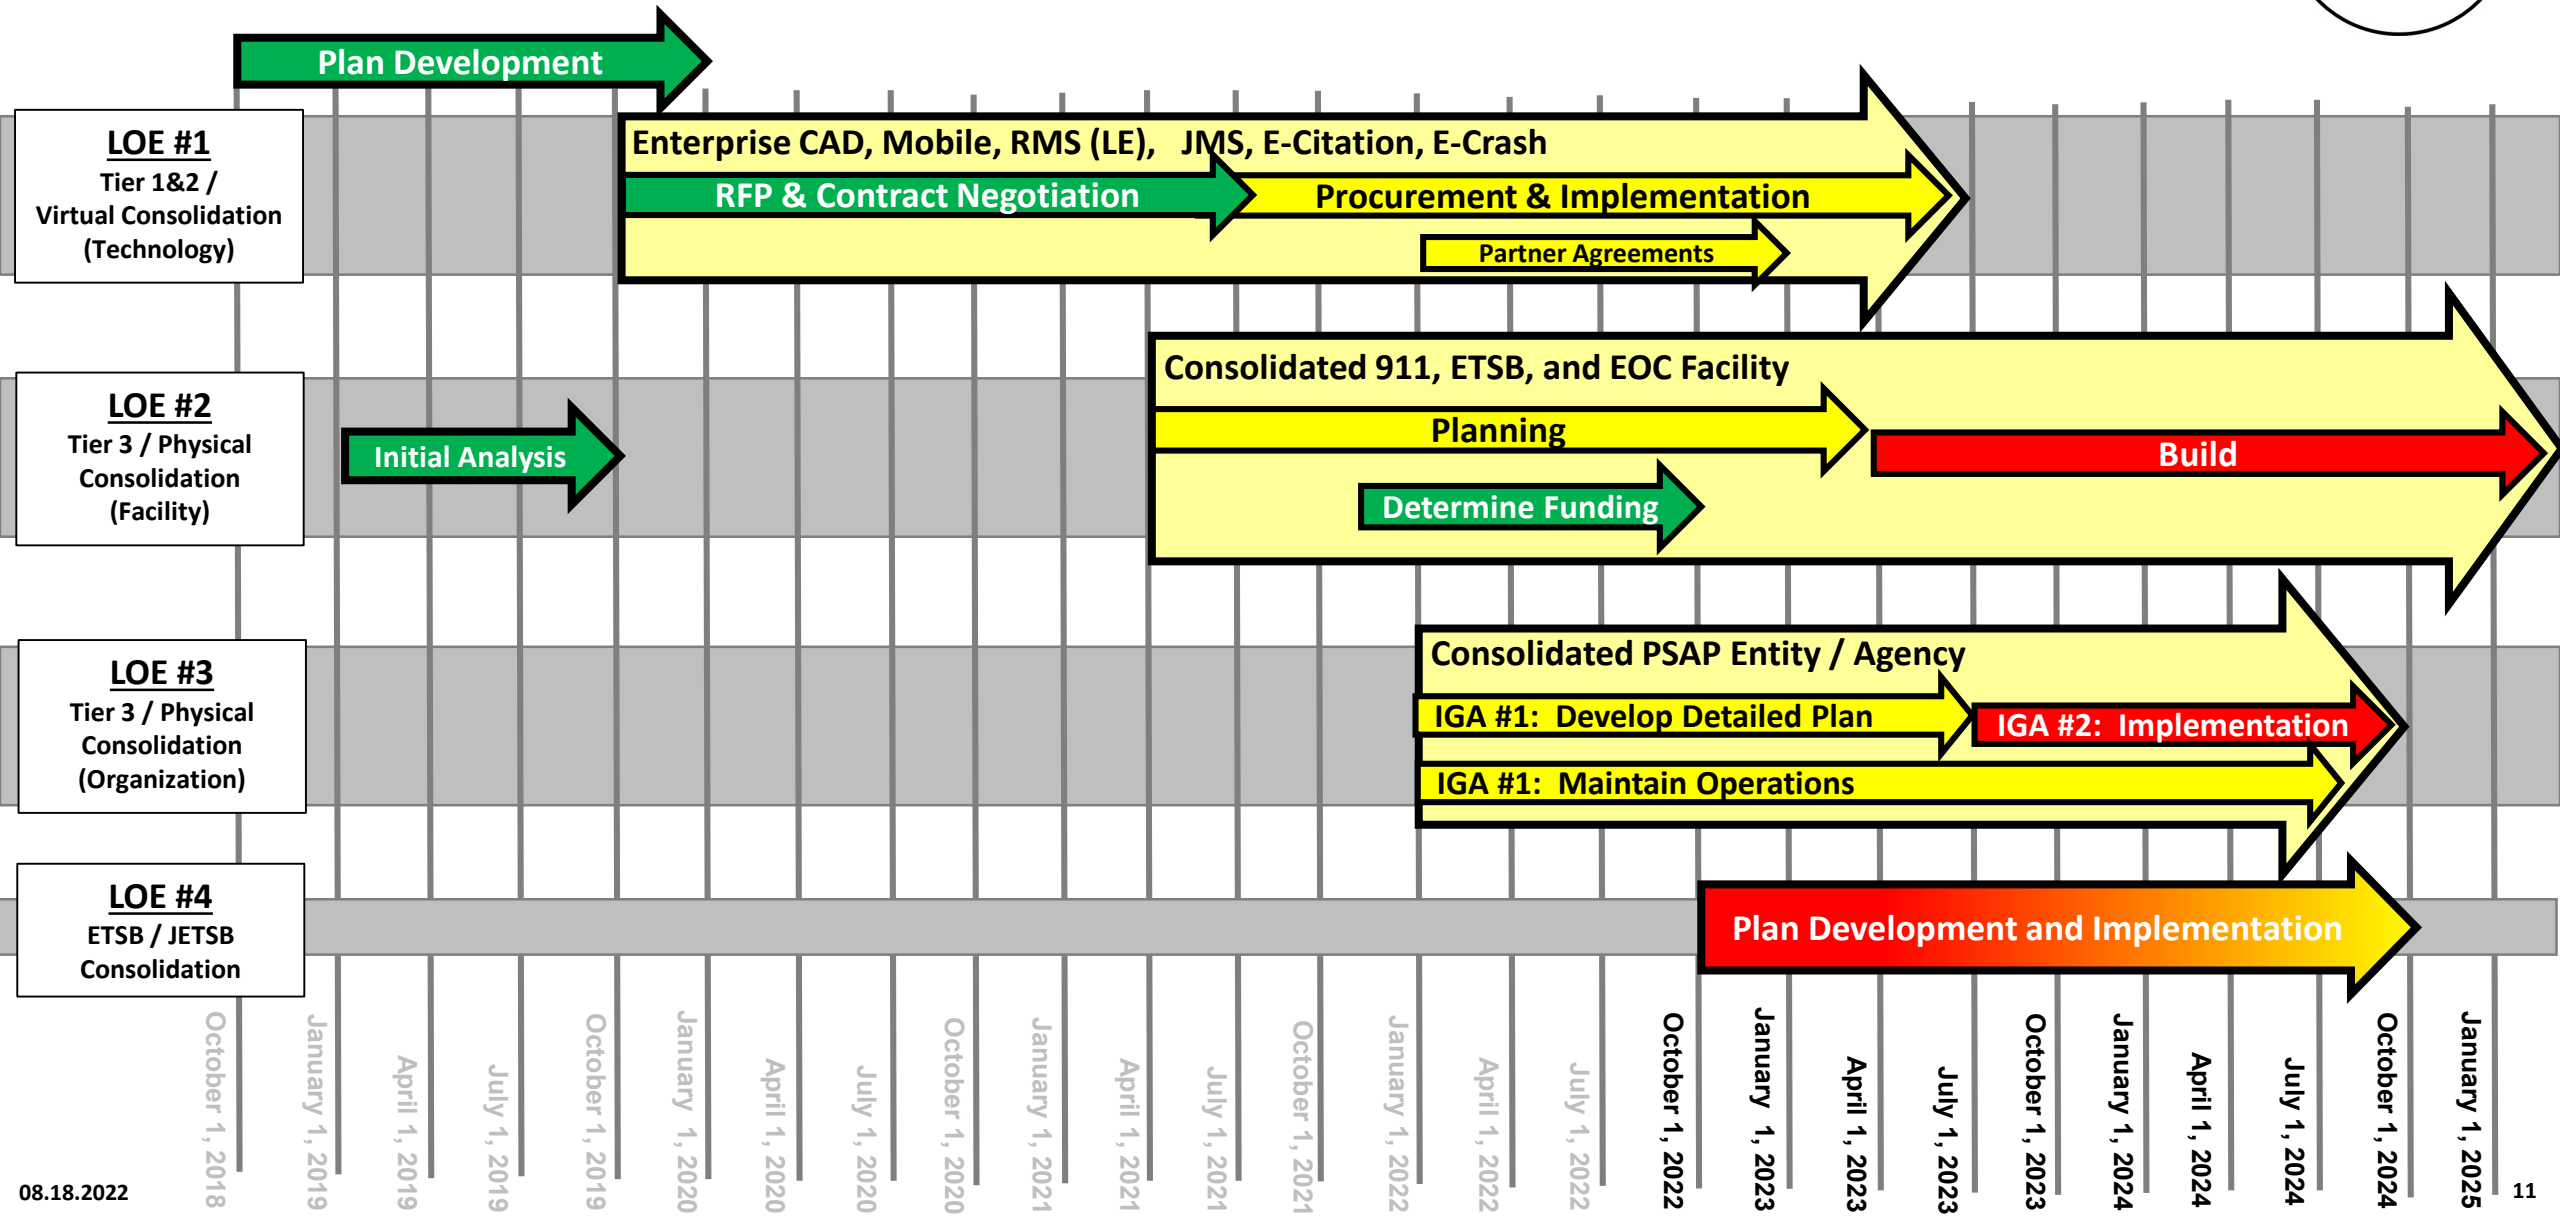 Plan Development
LOE #1
Tier 1&2 /
Virtual Consolidation
(Technology)
Enterprise CAD, Mobile, RMS (LE), JMS, E-Citation, E-Crash
RFP & Contract Negotiation
Procurement & Implementation
Partner Agreements
LOE #2
Tier 3 / Physical
Consolidation
(Facility)
Initial Analysis
Consolidated 911, ETSB, and EOC Facility
Planning
Build
Determine Funding
LOE #3
Tier 3 / Physical
Consolidation
(Organization)
Consolidated PSAP Entity / Agency
IGA #1: Develop Detailed Plan
IGA #2: Implementation
IGA #1: Maintain Operations
LOE #4
ETSB / JETSB
Consolidation
Plan Development and Implementation
October 1, 2018
January 1, 2019
April 1, 2019
July 1, 2019
October 1, 2019
January 1, 2020
April 1, 2020
July 1, 2020
October 1, 2020
January 1, 2021
April 1, 2021
July 1, 2021
October 1, 2021
January 1, 2022
April 1, 2022
July 1, 2022
October 1, 2022
January 1, 2023
April 1, 2023
July 1, 2023
October 1, 2023
January 1, 2024
April 1, 2024
July 1, 2024
October 1, 2024
January 1, 2025
08.18.2022
11